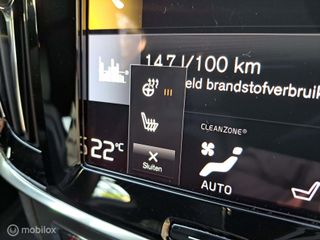 14.7 l/100 km
eld brandstofverbruik
CLEANZONE®
22°C
Sluiten
AUTO
© Mobilox